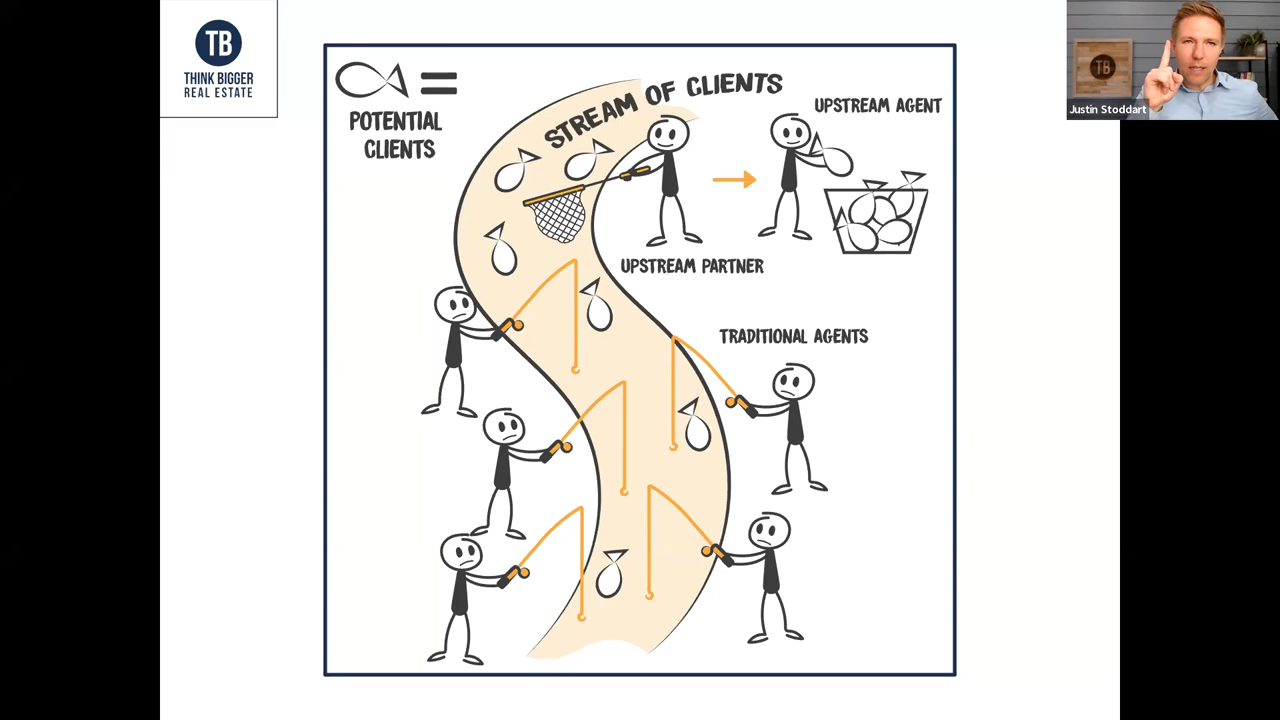 TB
THINK BIGGER
REAL ESTATE
=
POTENTIAL
CLIENTS
STREAM OF CLIENTS
UPSTREAM AGENT
UPSTREAM PARTNER
TRADITIONAL AGENTS
TB
Justin Stoddart